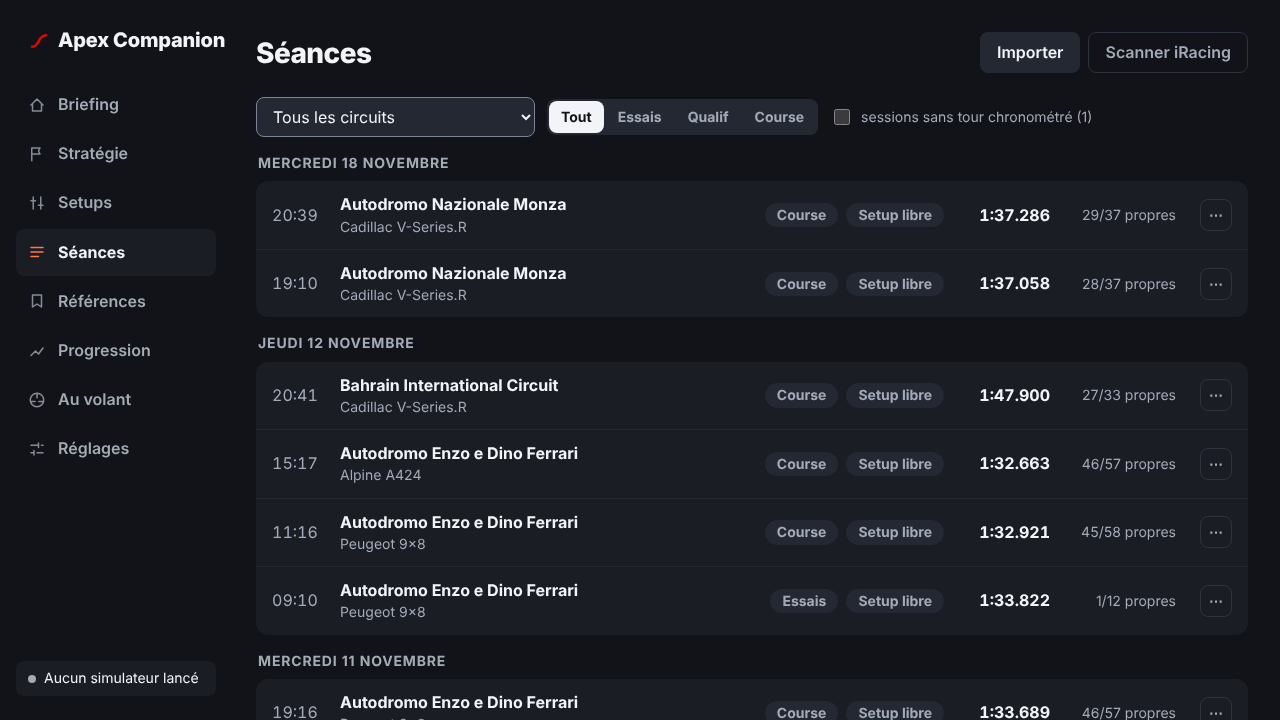 Apex Companion
Briefing
Stratégie
Setups
Séances
Références
Progression
Au volant
Réglages
Aucun simulateur lancé
Séances
Importer
Scanner iRacing
Tous les circuits
Tout Essais Qualif Course
sessions sans tour chronométré (1)
MERCREDI 18 NOVEMBRE
20:39 Autodromo Nazionale Monza Course Setup libre 1:37.286 29/37 propres ···
Cadillac V-Series.R
19:10 Autodromo Nazionale Monza Course Setup libre 1:37.058 28/37 propres ···
Cadillac V-Series.R
JEUDI 12 NOVEMBRE
20:41 Bahrain International Circuit Course Setup libre 1:47.900 27/33 propres ···
Cadillac V-Series.R
15:17 Autodromo Enzo e Dino Ferrari Course Setup libre 1:32.663 46/57 propres ···
Alpine A424
11:16 Autodromo Enzo e Dino Ferrari Course Setup libre 1:32.921 45/58 propres ···
Peugeot 9×8
09:10 Autodromo Enzo e Dino Ferrari Essais Setup libre 1:33.822 1/12 propres ···
Peugeot 9×8
MERCREDI 11 NOVEMBRE
19:16 Autodromo Enzo e Dino Ferrari Course Setup libre 1:33.689 46/57 propres ···